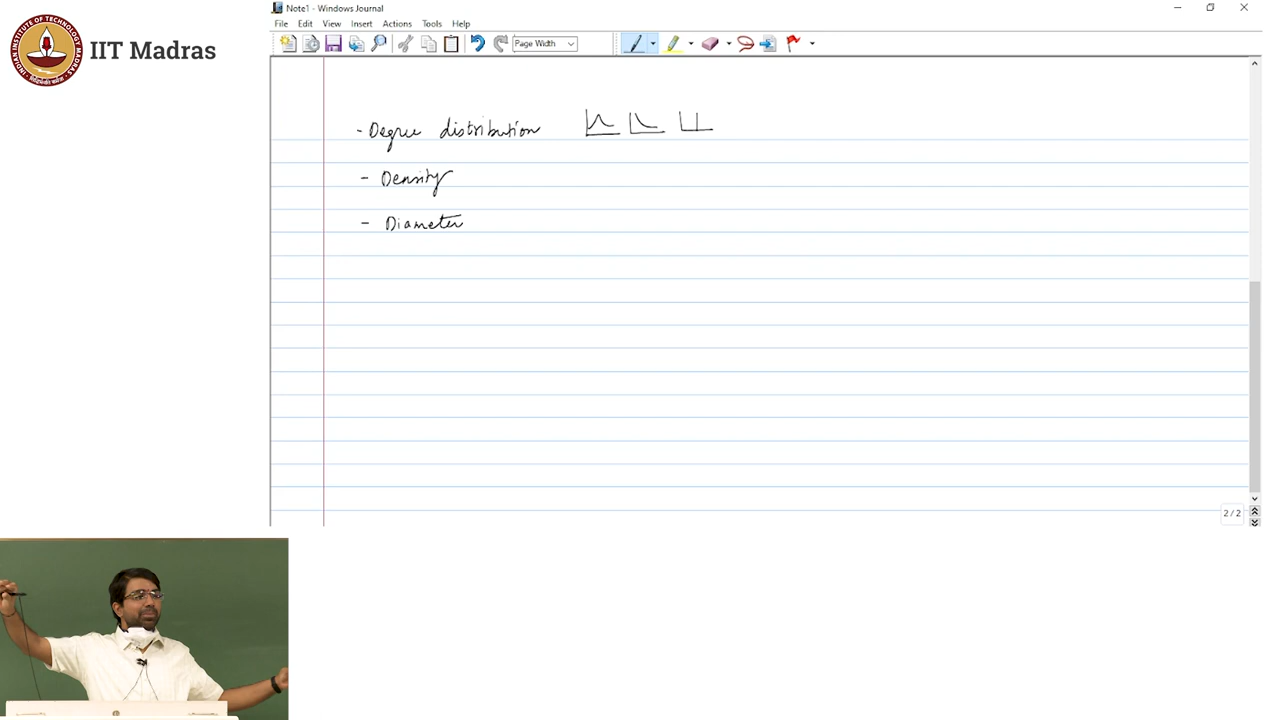 Note1 - Windows Journal
File Edit View Insert Actions Tools Help
IIT Madras
Page Width
- Degree distribution
- Density
- Diameter
2 / 2